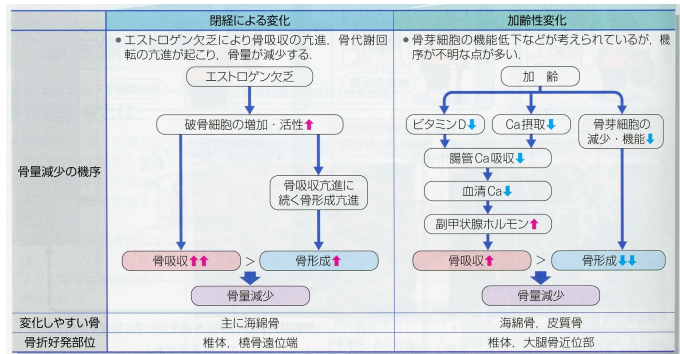 閉経による変化
加齢性変化
骨量減少の機序
●エストロゲン欠乏により骨吸収の亢進，骨代謝回
転の亢進が起こり，骨量が減少する．
エストロゲン欠乏
破骨細胞の増加・活性↑
骨吸収亢進に
続く骨形成亢進
骨吸収↑↑ > 骨形成↑
骨量減少
●骨芽細胞の機能低下などが考えられているが，機
序が不明な点が多い．
加 齢
ビタミンD↓
Ca摂取↓
骨芽細胞の
減少・機能↓
腸管Ca吸収↓
血清Ca↓
副甲状腺ホルモン↑
骨吸収↑ > 骨形成↓↓
骨量減少
変化しやすい骨
主に海綿骨
海綿骨，皮質骨
骨折好発部位
椎体，橈骨遠位端
椎体，大腿骨近位部